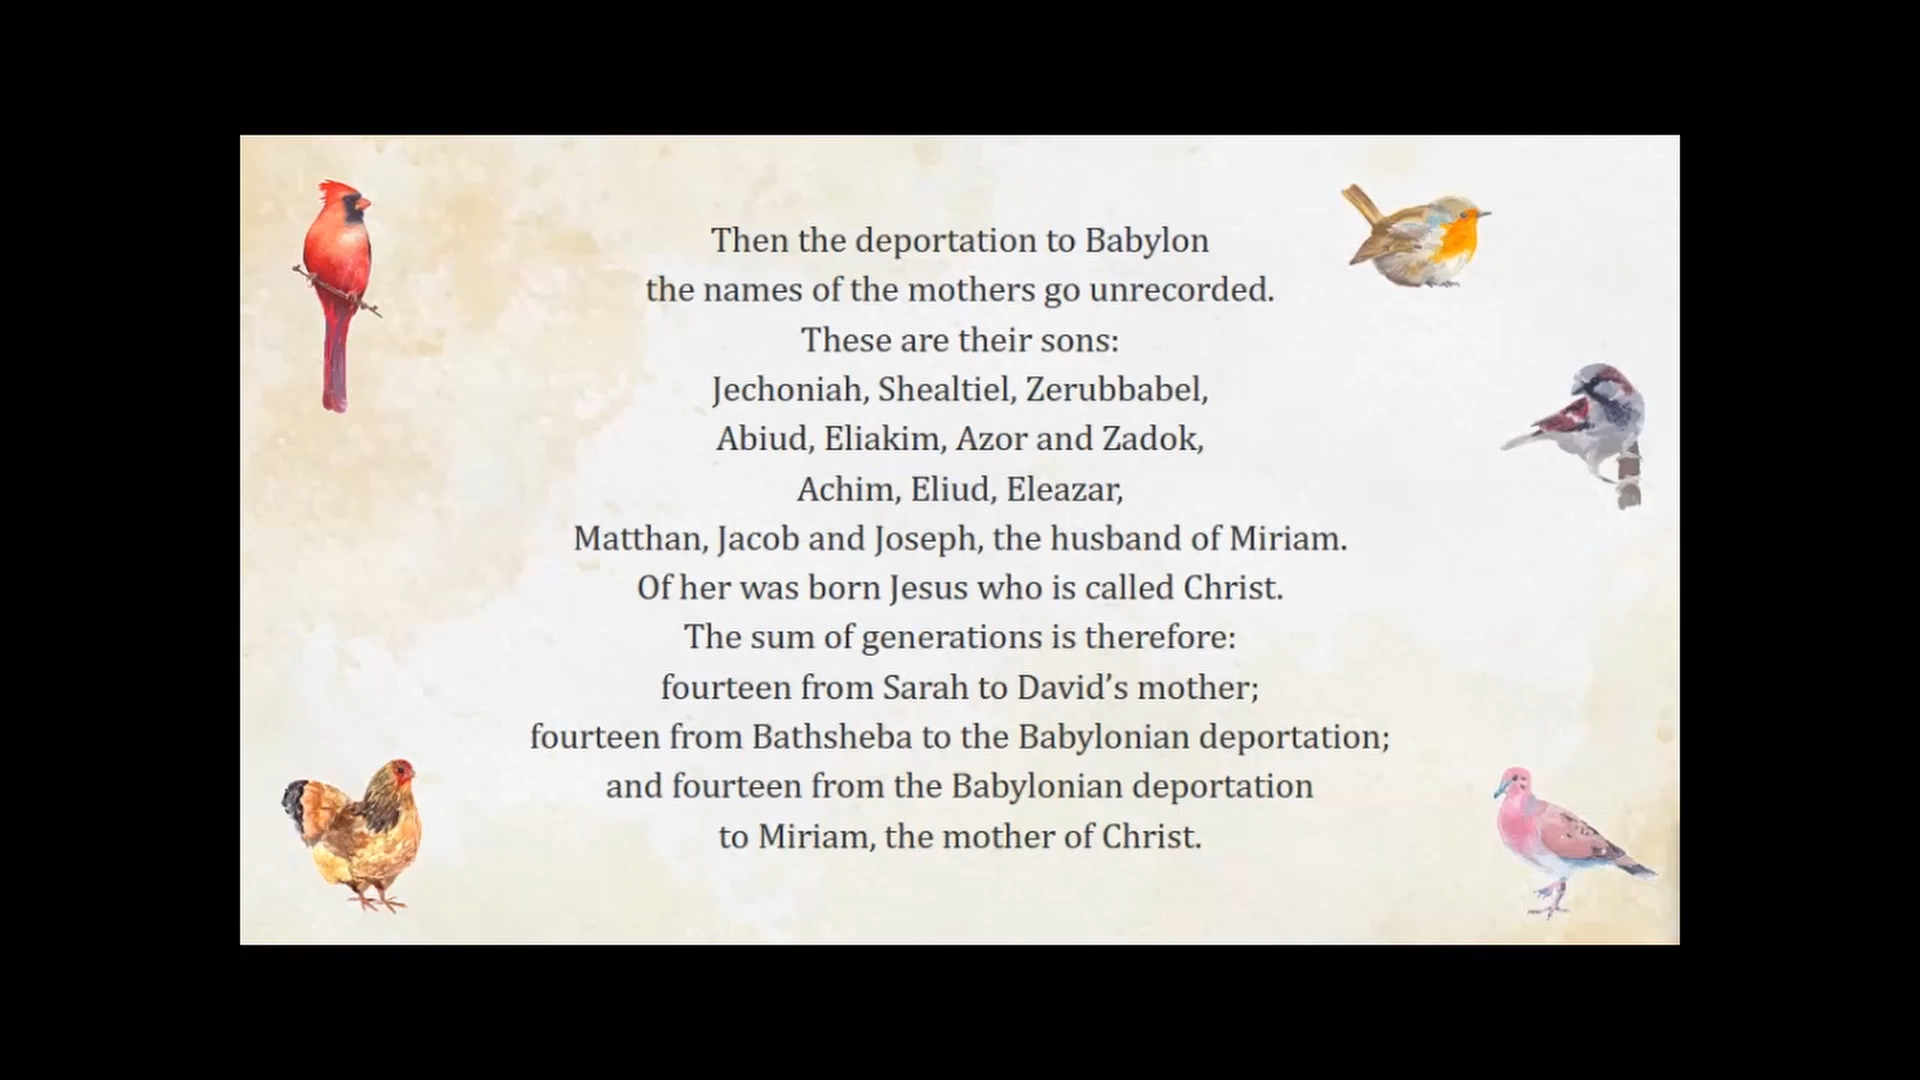 Then the deportation to Babylon
the names of the mothers go unrecorded.
These are their sons:
Jechoniah, Shealtiel, Zerubbabel,
Abiud, Eliakim, Azor and Zadok,
Achim, Eliud, Eleazar,
Matthan, Jacob and Joseph, the husband of Miriam.
Of her was born Jesus who is called Christ.
The sum of generations is therefore:
fourteen from Sarah to David’s mother;
fourteen from Bathsheba to the Babylonian deportation;
and fourteen from the Babylonian deportation
to Miriam, the mother of Christ.